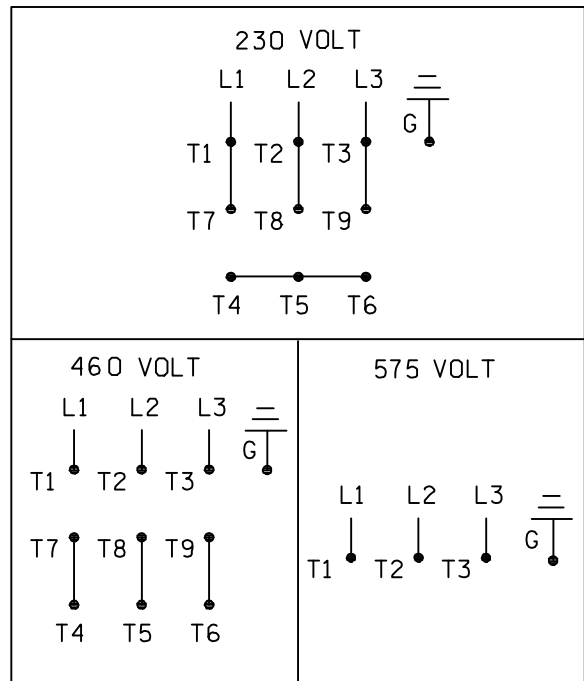 230 VOLT
L1 L2 L3
G
T1 T2 T3
T7 T8 T9
T4 T5 T6
460 VOLT
L1 L2 L3
G
T1 T2 T3
T7 T8 T9
T4 T5 T6
575 VOLT
L1 L2 L3
G
T1 T2 T3